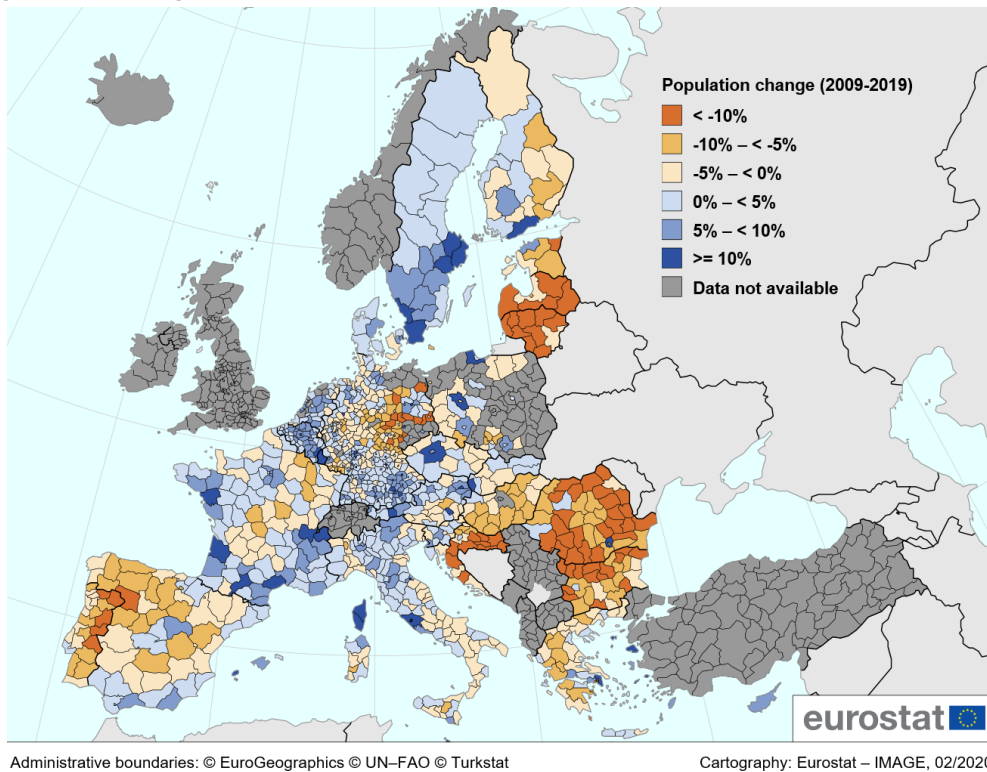 Population change (2009-2019)
< -10%
-10% – < -5%
-5% – < 0%
0% – < 5%
5% – < 10%
>= 10%
Data not available
eurostat
Administrative boundaries: © EuroGeographics © UN–FAO © Turkstat
Cartography: Eurostat – IMAGE, 02/2020